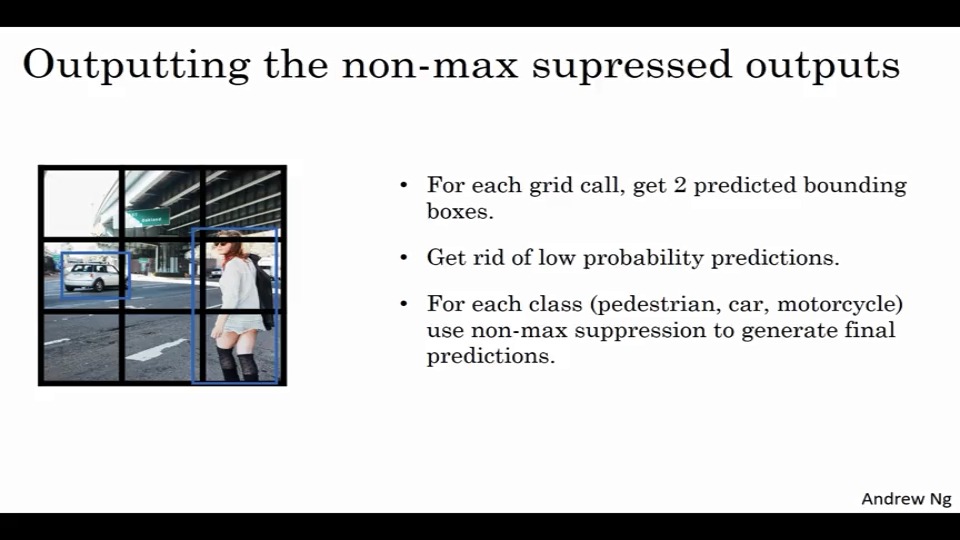 Outputting the non-max supressed outputs
Oakland
• For each grid call, get 2 predicted bounding
boxes.
• Get rid of low probability predictions.
• For each class (pedestrian, car, motorcycle)
use non-max suppression to generate final
predictions.
Andrew Ng